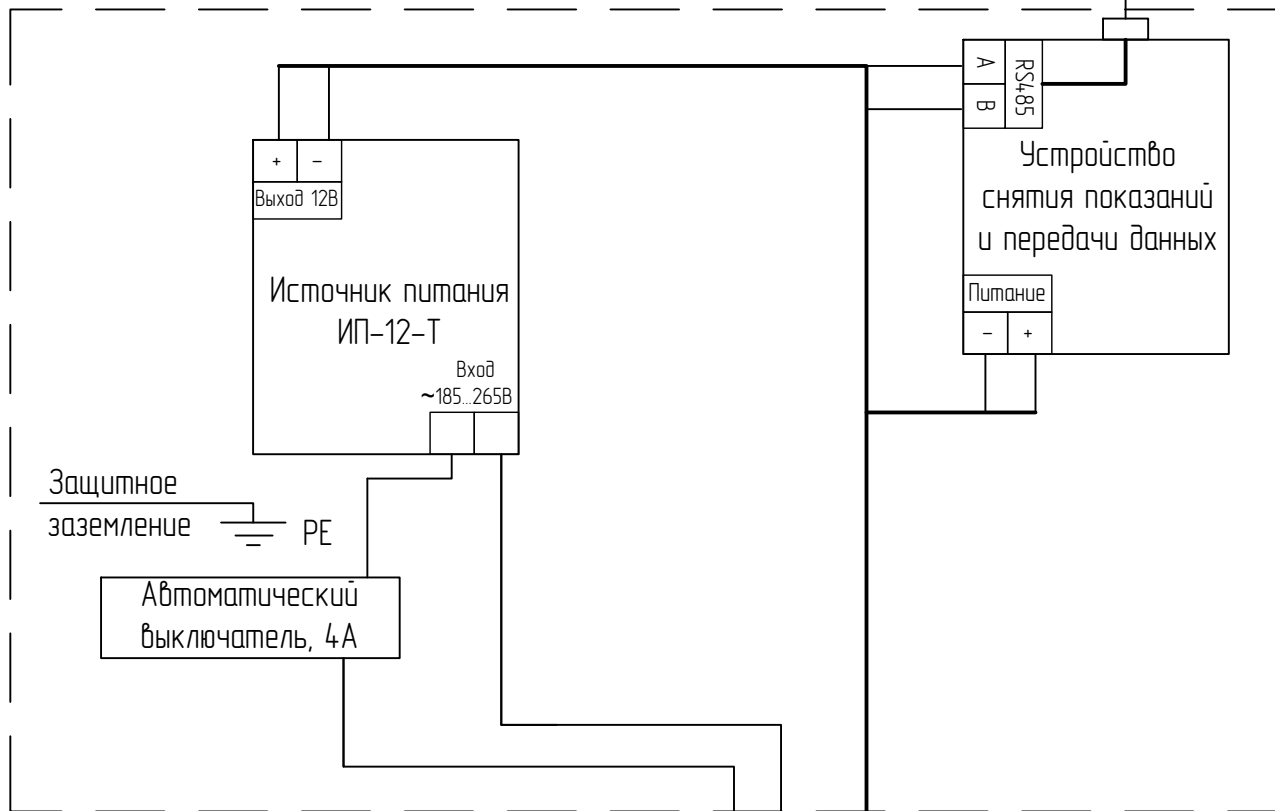 А
В
RS485
Устройство
снятия показаний
и передачи данных
Питание
– +
+ –
Выход 12В
Источник питания
ИП-12-Т
Вход
~185...265В
Защитное
заземление
PE
Автоматический
выключатель, 4А